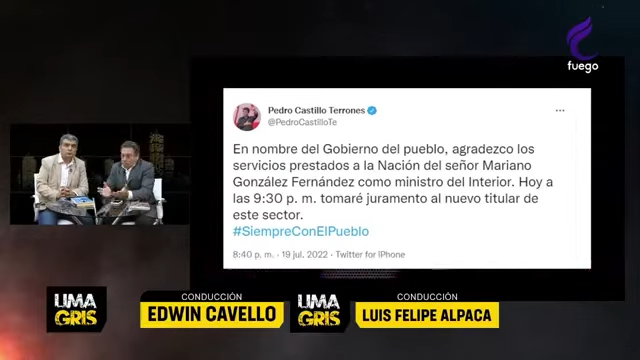 fuego
Pedro Castillo Terrones
@PedroCastilloTe
En nombre del Gobierno del pueblo, agradezco los
servicios prestados a la Nación del señor Mariano
González Fernández como ministro del Interior. Hoy a
las 9:30 p. m. tomaré juramento al nuevo titular de
este sector.
#SiempreConElPueblo
8:40 p. m. · 19 jul. 2022 · Twitter for iPhone
LIMA
GRIS
CONDUCCIÓN
EDWIN CAVELLO
LIMA
GRIS
CONDUCCIÓN
LUIS FELIPE ALPACA